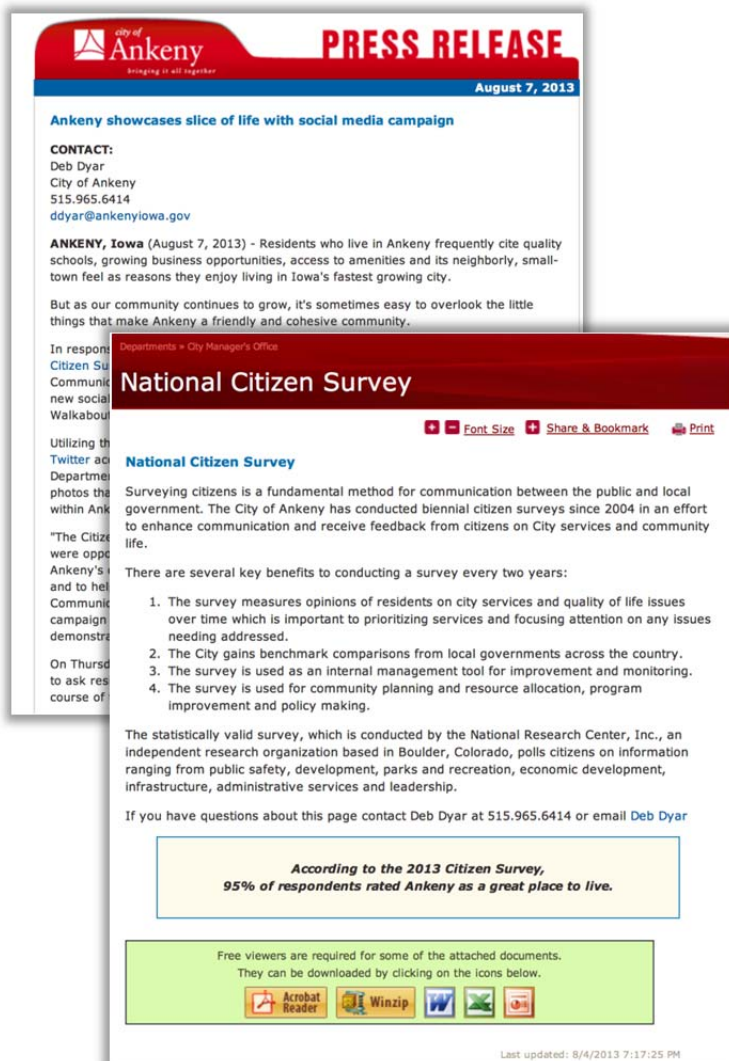 city of
Ankeny
bringing it all together
PRESS RELEASE
August 7, 2013
Ankeny showcases slice of life with social media campaign
CONTACT:
Deb Dyar
City of Ankeny
515.965.6414
ddyar@ankenyiowa.gov
ANKENY, Iowa (August 7, 2013) - Residents who live in Ankeny frequently cite quality
schools, growing business opportunities, access to amenities and its neighborly, small-
town feel as reasons they enjoy living in Iowa's fastest growing city.
But as our community continues to grow, it's sometimes easy to overlook the little
things that make Ankeny a friendly and cohesive community.
In respons
Citizen Su
Communic
new social
Walkabout
Utilizing th
Twitter acc
Departmen
photos tha
within Ank
"The Citize
were oppo
Ankeny's
and to hel
Communic
campaign
demonstra
On Thursd
to ask res
course of
Departments » City Manager's Office
National Citizen Survey
Font Size Share & Bookmark Print
National Citizen Survey
Surveying citizens is a fundamental method for communication between the public and local
government. The City of Ankeny has conducted biennial citizen surveys since 2004 in an effort
to enhance communication and receive feedback from citizens on City services and community
life.
There are several key benefits to conducting a survey every two years:
1. The survey measures opinions of residents on city services and quality of life issues
over time which is important to prioritizing services and focusing attention on any issues
needing addressed.
2. The City gains benchmark comparisons from local governments across the country.
3. The survey is used as an internal management tool for improvement and monitoring.
4. The survey is used for community planning and resource allocation, program
improvement and policy making.
The statistically valid survey, which is conducted by the National Research Center, Inc., an
independent research organization based in Boulder, Colorado, polls citizens on information
ranging from public safety, development, parks and recreation, economic development,
infrastructure, administrative services and leadership.
If you have questions about this page contact Deb Dyar at 515.965.6414 or email Deb Dyar
According to the 2013 Citizen Survey,
95% of respondents rated Ankeny as a great place to live.
Free viewers are required for some of the attached documents.
They can be downloaded by clicking on the icons below.
Acrobat Reader Winzip
Last updated: 8/4/2013 7:17:25 PM